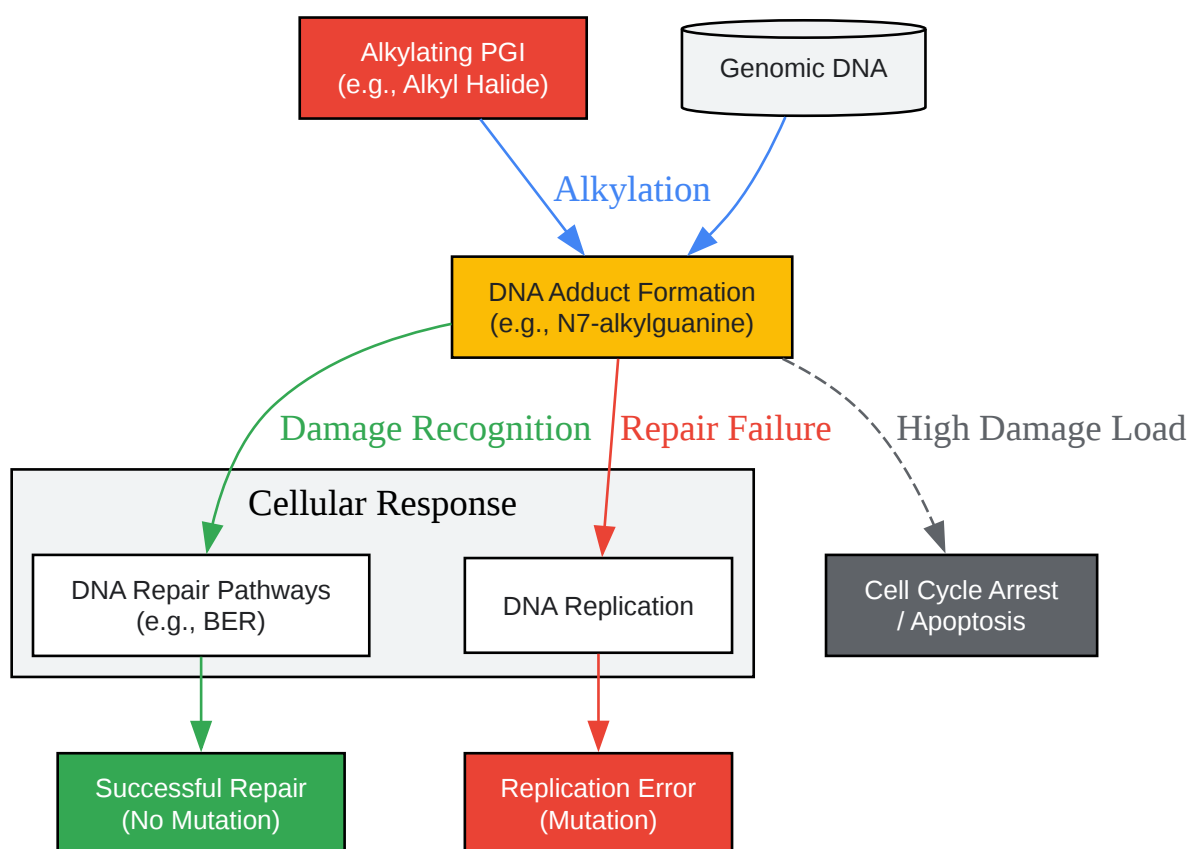 Alkylating PGI
(e.g., Alkyl Halide)
Genomic DNA
Alkylation
DNA Adduct Formation
(e.g., N7-alkylguanine)
Damage Recognition
Repair Failure
High Damage Load
Cellular Response
DNA Repair Pathways
(e.g., BER)
DNA Replication
Cell Cycle Arrest
/ Apoptosis
Successful Repair
(No Mutation)
Replication Error
(Mutation)